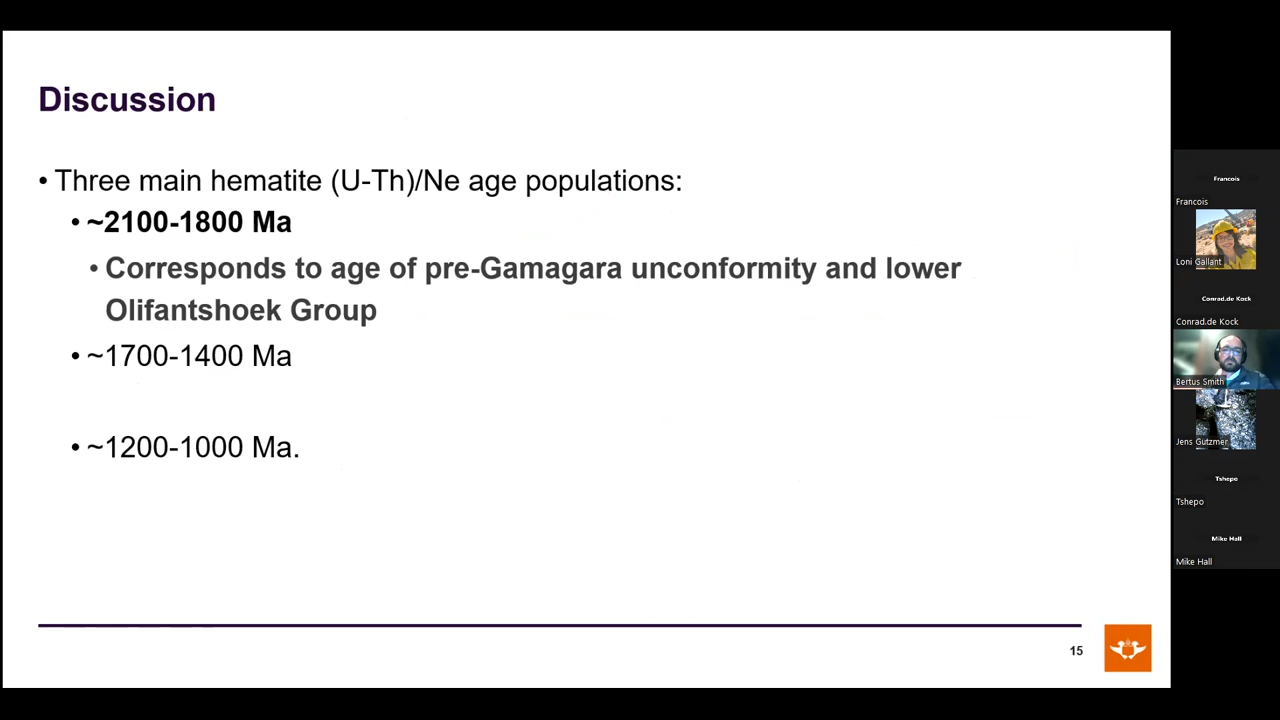 Discussion
• Three main hematite (U-Th)/Ne age populations:
• ~2100-1800 Ma
• Corresponds to age of pre-Gamagara unconformity and lower
Olifantshoek Group
• ~1700-1400 Ma
• ~1200-1000 Ma.
15
Francois
Francois
Loni Gallant
Conrad.de Kock
Conrad.de Kock
Bertus Smith
Jens Gutzmer
Tshepo
Tshepo
Mike Hall
Mike Hall